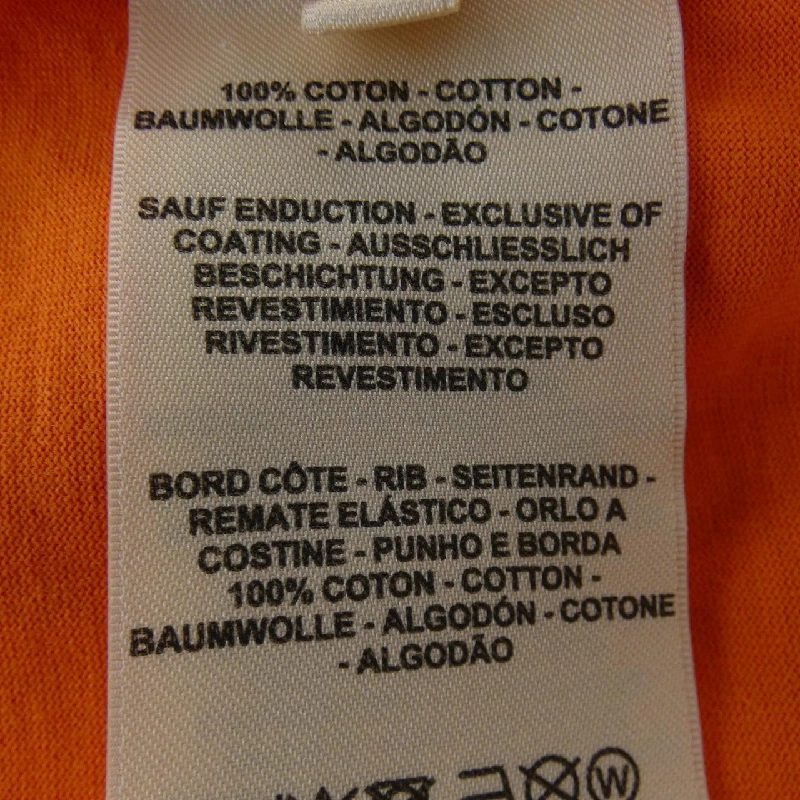 100% COTON - COTTON -
BAUMWOLLE - ALGODÓN - COTONE
- ALGODÃO
SAUF ENDUCTION - EXCLUSIVE OF
COATING - AUSSCHLIESSLICH
BESCHICHTUNG - EXCEPTO
REVESTIMIENTO - ESCLUSO
RIVESTIMENTO - EXCEPTO
REVESTIMENTO
BORD CÔTE - RIB - SEITENRAND -
REMATE ELÁSTICO - ORLO A
COSTINE - PUNHO E BORDA
100% COTON - COTTON -
BAUMWOLLE - ALGODÓN - COTONE
- ALGODÃO
W